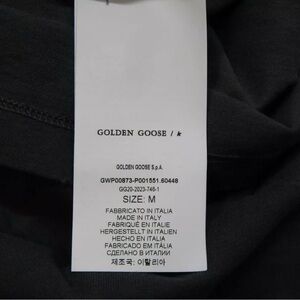 GOLDEN GOOSE / k
GOLDEN GOOSE S.p.A.
GWP00873-P001551.60448
GG20-2023-746-1
SIZE: M
FABBRICATO IN ITALIA
MADE IN ITALY
FABRIQUÉ EN ITALIE
HERGESTELLT IN ITALIEN
HECHO EN ITALIA
FABRICADO EM ITÁLIA
СДЕЛАНО В ИТАЛИИ
제조국: 이탈리아